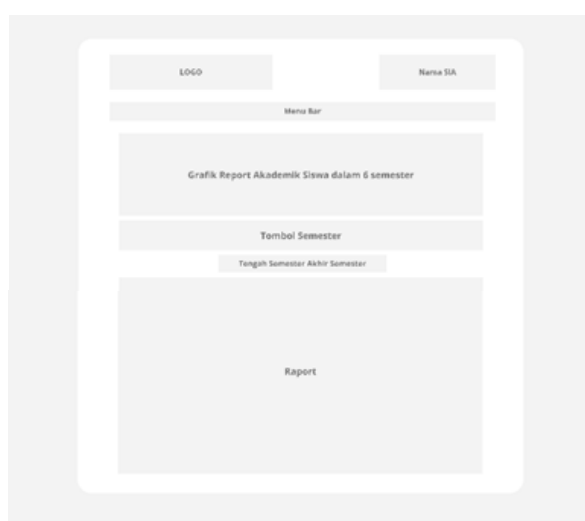 LOGO
Nama SIA
Menu Bar
Grafik Report Akademik Siswa dalam 6 semester
Tombol Semester
Tengah Semester Akhir Semester
Raport